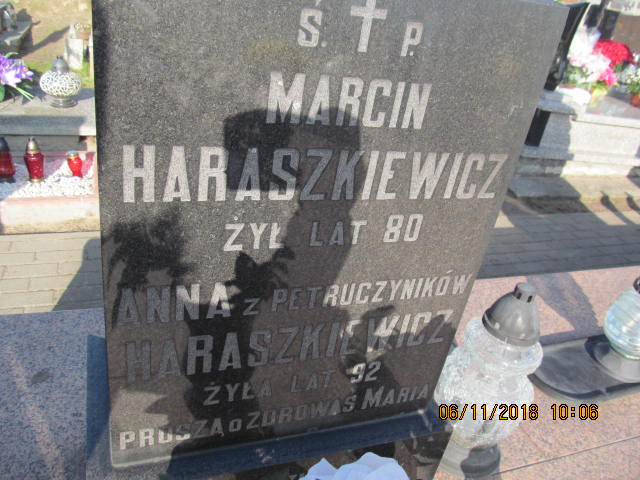 Ś. P.
MARCIN
HARASZKIEWICZ
ŻYŁ LAT 80
ANNA Z PETRUCZYNIKÓW
HARASZKIEWICZ
ŻYŁA LAT 92
PROSZĄ O ZDROWAŚ MARIA
06/11/2018 10:06